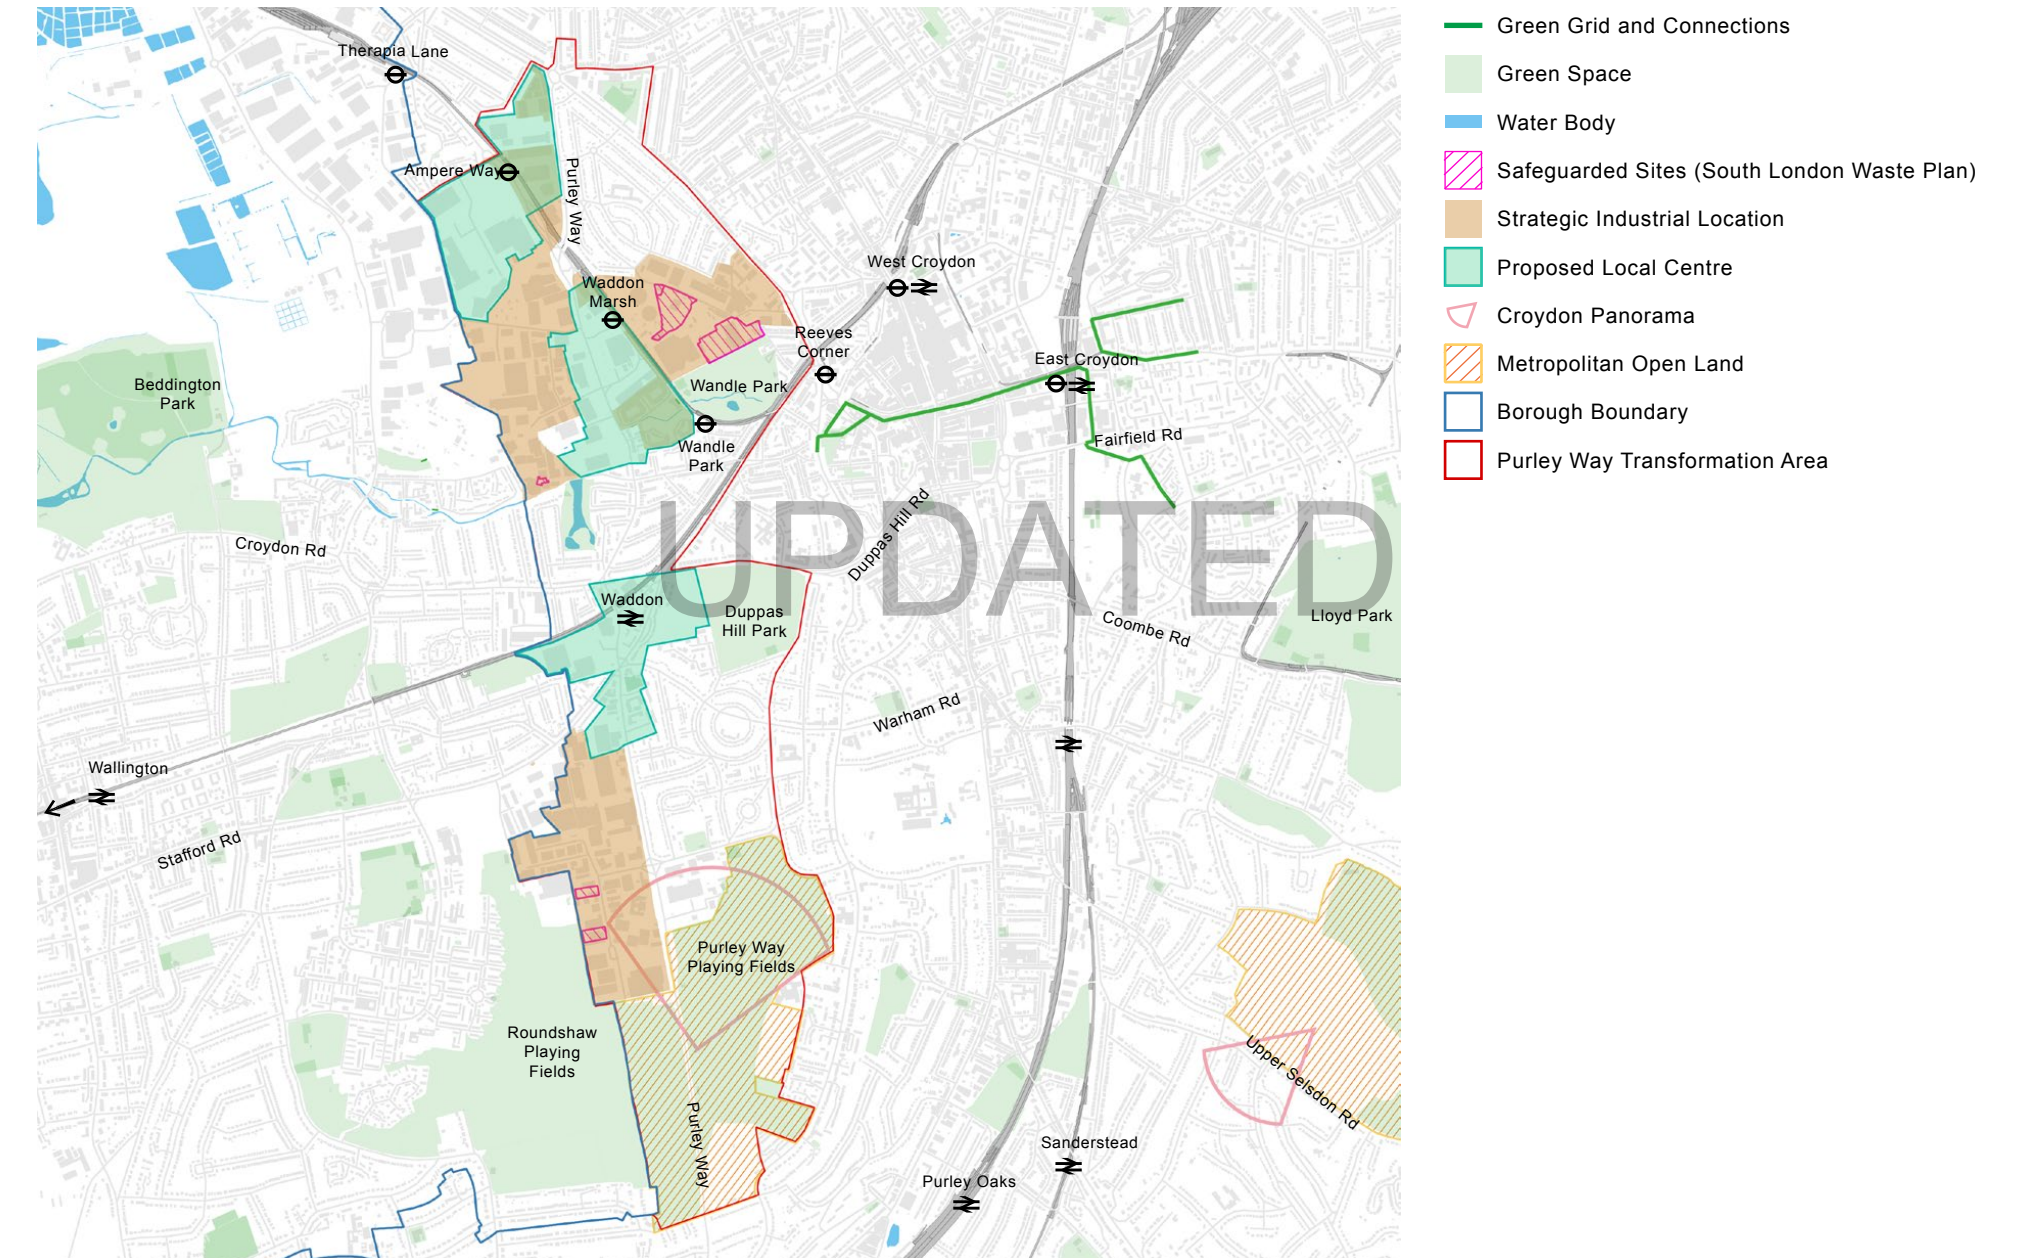 Therapia Lane
Ampere Way
Purley Way
Waddon
Marsh
West Croydon
Reeves
Corner
East Croydon
Beddington
Park
Wandle Park
Wandle
Park
Fairfield Rd
Croydon Rd
Duppas Hill Rd
UPDATED
Waddon
Duppas
Hill Park
Coombe Rd
Lloyd Park
Warham Rd
Wallington
Stafford Rd
Purley Way
Playing Fields
Roundshaw
Playing
Fields
Upper Selsdon Rd
Purley Way
Sanderstead
Purley Oaks
Green Grid and Connections
Green Space
Water Body
Safeguarded Sites (South London Waste Plan)
Strategic Industrial Location
Proposed Local Centre
Croydon Panorama
Metropolitan Open Land
Borough Boundary
Purley Way Transformation Area